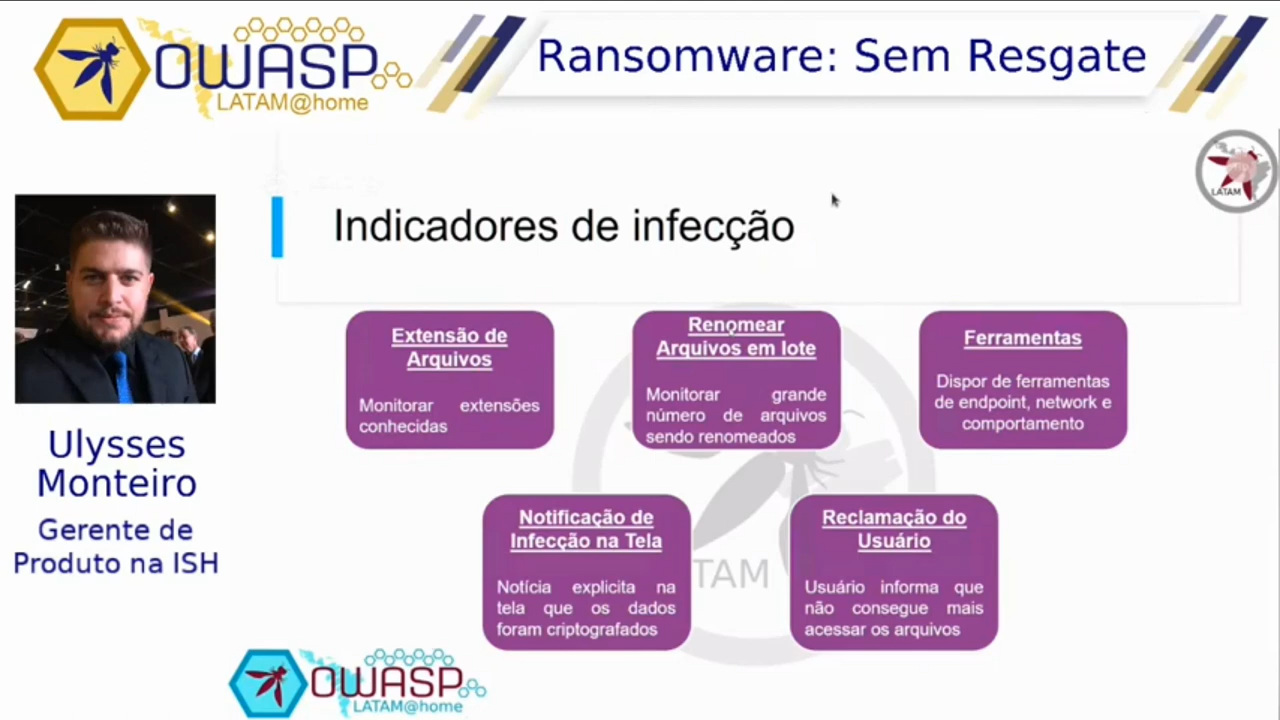 OWASP
LATAM@home
Ransomware: Sem Resgate
LATAM
Indicadores de infecção
Ulysses
Monteiro
Gerente de
Produto na ISH
Extensão de
Arquivos
Monitorar extensões
conhecidas
Renomear
Arquivos em lote
Monitorar grande
número de arquivos
sendo renomeados
Ferramentas
Dispor de ferramentas
de endpoint, network e
comportamento
Notificação de
Infecção na Tela
Notícia explicita na
tela que os dados
foram criptografados
TAM
Reclamação do
Usuário
Usuário informa que
não consegue mais
acessar os arquivos
OWASP
LATAM@home